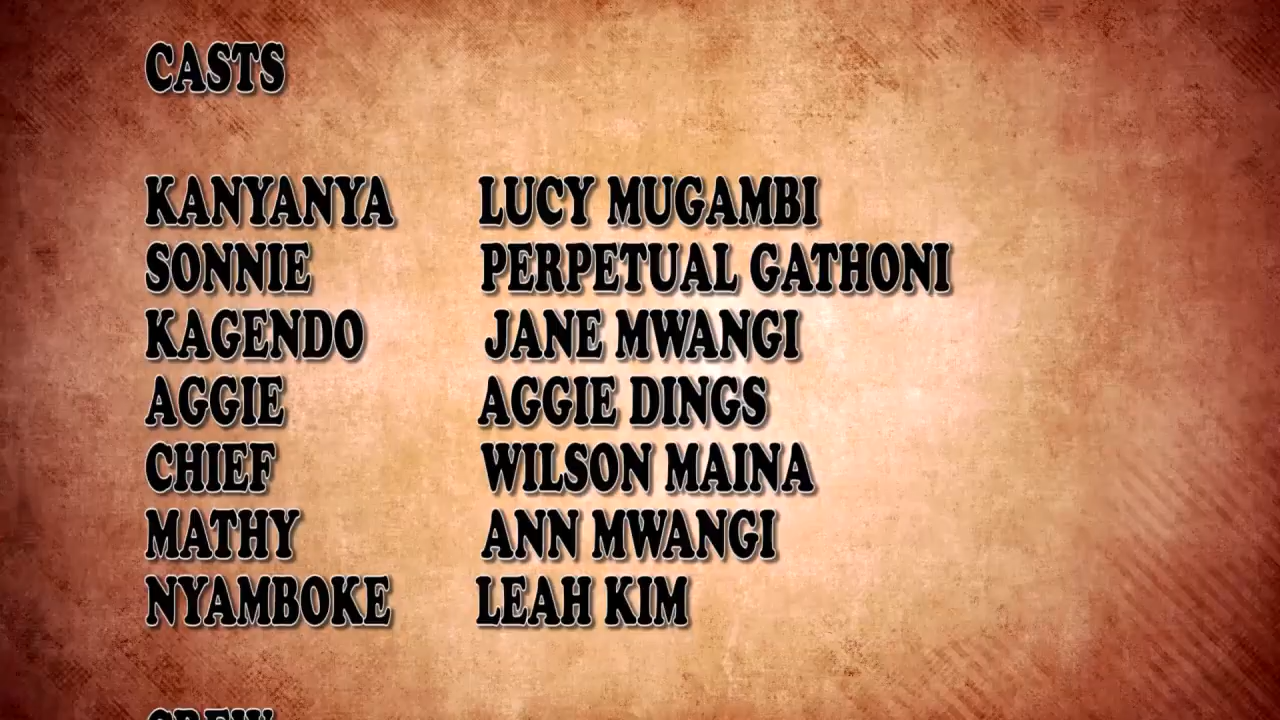 CASTS
KANYANYA LUCY MUGAMBI
SONNIE PERPETUAL GATHONI
KAGENDO JANE MWANGI
AGGIE AGGIE DINGS
CHIEF WILSON MAINA
MATHY ANN MWANGI
NYAMBOKE LEAH KIM
CREW